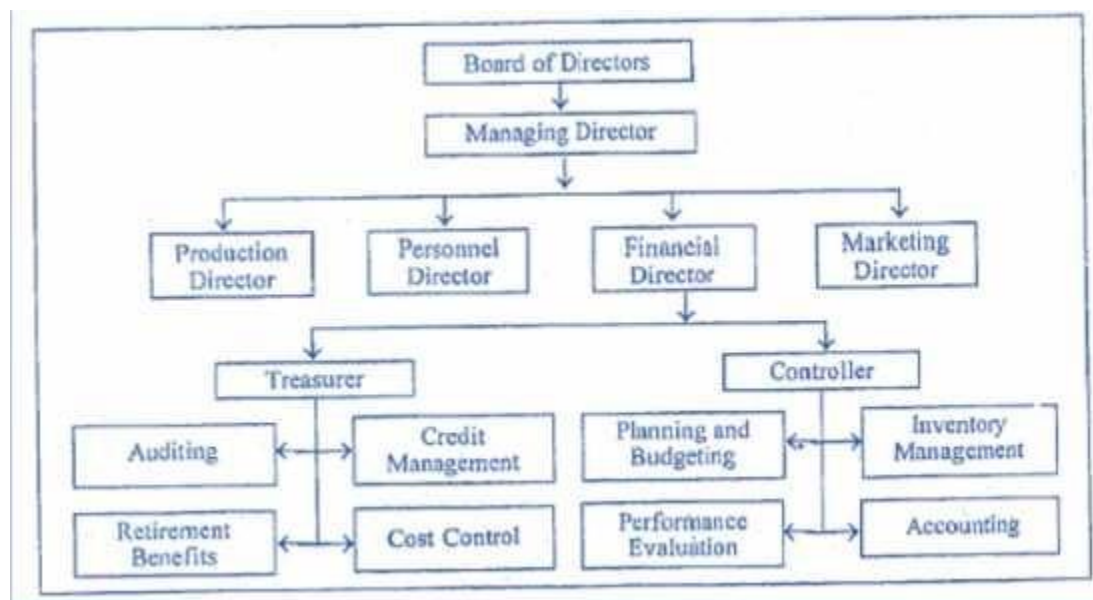 Board of Directors
Managing Director
Production
Director
Personnel
Director
Financial
Director
Marketing
Director
Treasurer
Controller
Auditing
Credit
Management
Planning and
Budgeting
Inventory
Management
Retirement
Benefits
Cost Control
Performance
Evaluation
Accounting